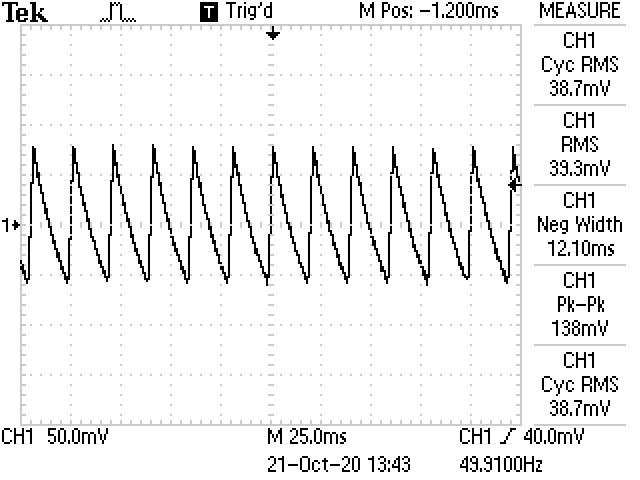 Tek T Trig'd M Pos: -1.200ms MEASURE
CH1
Cyc RMS
38.7mV
CH1
RMS
39.3mV
1
CH1
Neg Width
12.10ms
CH1
Pk-Pk
138mV
CH1
Cyc RMS
38.7mV
CH1 50.0mV M 25.0ms CH1 40.0mV
21-Oct-20 13:43 49.9100Hz